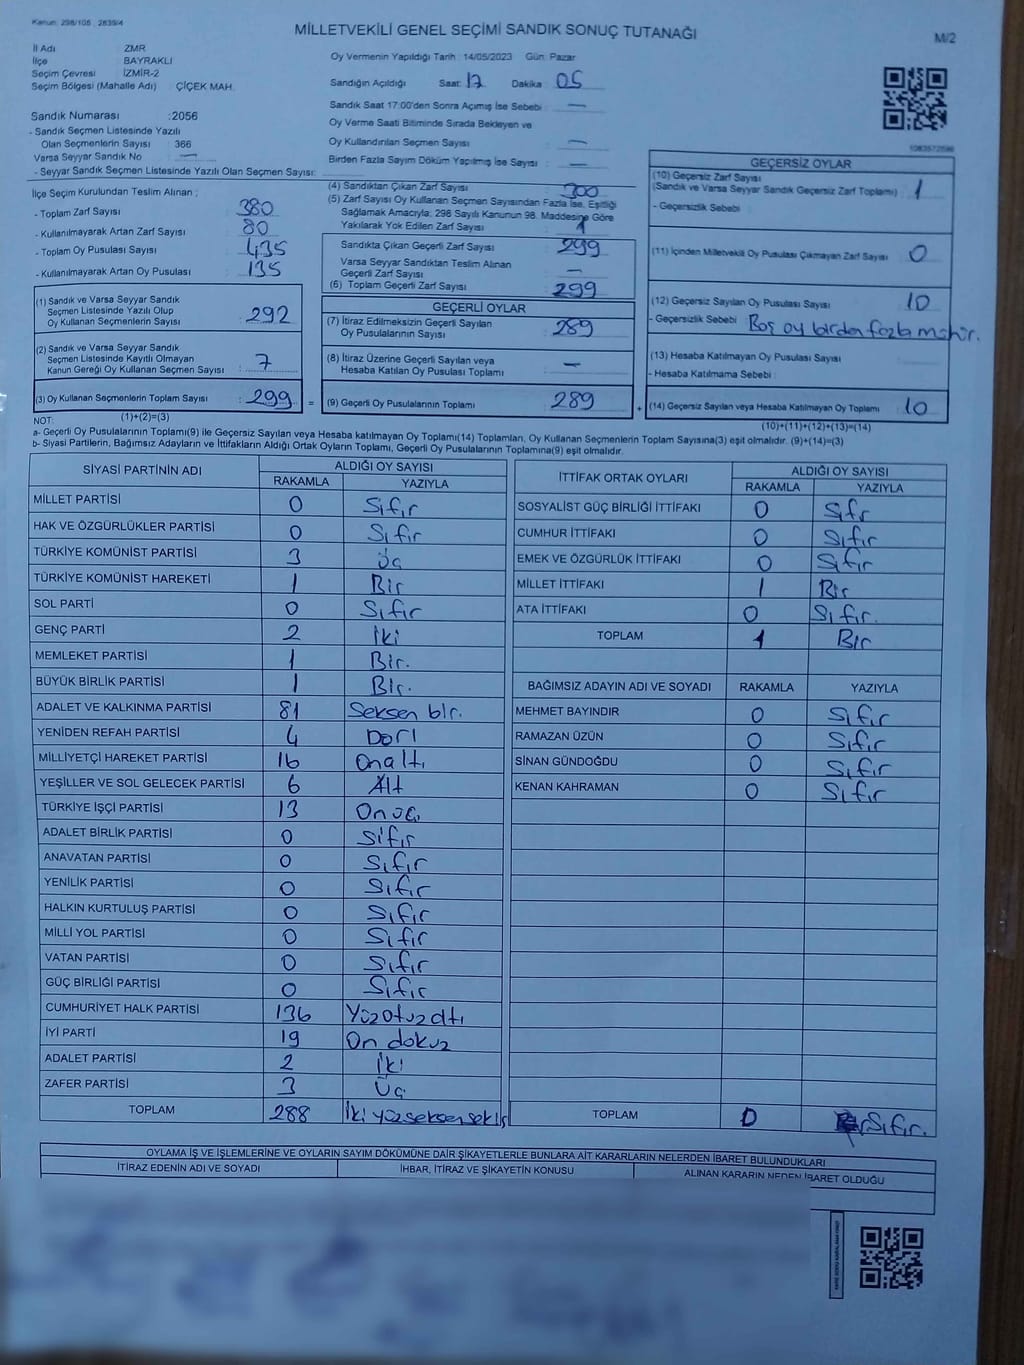 Kanun: 298/105 , 2839/4
MİLLETVEKİLİ GENEL SEÇİMİ SANDIK SONUÇ TUTANAĞI
M/2
İl Adı ZMR
İlçe BAYRAKLI
Seçim Çevresi İZMİR-2
Seçim Bölgesi (Mahalle Adı) ÇİÇEK MAH.
Oy Vermenin Yapıldığı Tarih : 14/05/2023 Gün: Pazar
Sandığın Açıldığı Saat: 17 Dakika 05
Sandık Saat 17:00'den Sonra Açımış İse Sebebi : —
Oy Verme Saati Bitiminde Sırada Bekleyen ve
Oy Kullandırılan Seçmen Sayısı : —
Birden Fazla Sayım Döküm Yapılmış İse Sayısı : —
Sandık Numarası :2056
- Sandık Seçmen Listesinde Yazılı
Olan Seçmenlerin Sayısı 366
Varsa Seyyar Sandık No : —
- Seyyar Sandık Seçmen Listesinde Yazılı Olan Seçmen Sayısı:
İlçe Seçim Kurulundan Teslim Alınan ;
- Toplam Zarf Sayısı : 380
- Kullanılmayarak Artan Zarf Sayısı : 80
- Toplam Oy Pusulası Sayısı : 435
- Kullanılmayarak Artan Oy Pusulası : 135
(1) Sandık ve Varsa Seyyar Sandık
Seçmen Listesinde Yazılı Olup
Oy Kullanan Seçmenlerin Sayısı : 292
(2) Sandık ve Varsa Seyyar Sandık
Seçmen Listesinde Kayıtlı Olmayan
Kanun Gereği Oy Kullanan Seçmen Sayısı : 7
(3) Oy Kullanan Seçmenlerin Toplam Sayısı : 299 =
(1)+(2)=(3)
(4) Sandıktan Çıkan Zarf Sayısı : 300
(5) Zarf Sayısı Oy Kullanan Seçmen Sayısından Fazla İse, Eşitliği
Sağlamak Amacıyla; 298 Sayılı Kanunun 98. Maddesine Göre
Yakılarak Yok Edilen Zarf Sayısı : 1
Sandıkta Çıkan Geçerli Zarf Sayısı : 299
Varsa Seyyar Sandıktan Teslim Alınan
Geçerli Zarf Sayısı : —
(6) Toplam Geçerli Zarf Sayısı : 299
GEÇERLİ OYLAR
(7) İtiraz Edilmeksizin Geçerli Sayılan
Oy Pusulalarının Sayısı : 289
(8) İtiraz Üzerine Geçerli Sayılan veya
Hesaba Katılan Oy Pusulası Toplamı : —
(9) Geçerli Oy Pusulalarının Toplamı : 289 +
GEÇERSİZ OYLAR
(10) Geçersiz Zarf Sayısı
(Sandık ve Varsa Seyyar Sandık Geçersiz Zarf Toplamı) : 1
- Geçersizlik Sebebi :
(11) İçinden Milletvekili Oy Pusulası Çıkmayan Zarf Sayısı : 0
(12) Geçersiz Sayılan Oy Pusulası Sayısı : 10
- Geçersizlik Sebebi : Boş oy birden fazla mühür.
(13) Hesaba Katılmayan Oy Pusulası Sayısı :
- Hesaba Katılmama Sebebi :
(14) Geçersiz Sayılan veya Hesaba Katılmayan Oy Toplamı : 10
(10)+(11)+(12)+(13)=(14)
NOT:
a- Geçerli Oy Pusulalarının Toplamı(9) ile Geçersiz Sayılan veya Hesaba katılmayan Oy Toplamı(14) Toplamları, Oy Kullanan Seçmenlerin Toplam Sayısına(3) eşit olmalıdır. (9)+(14)=(3)
b- Siyasi Partilerin, Bağımsız Adayların ve İttifakların Aldığı Ortak Oyların Toplamı, Geçerli Oy Pusulalarının Toplamına(9) eşit olmalıdır.
SİYASİ PARTİNİN ADI ALDIĞI OY SAYISI
RAKAMLA YAZIYLA
MİLLET PARTİSİ 0 Sıfır
HAK VE ÖZGÜRLÜKLER PARTİSİ 0 Sıfır
TÜRKİYE KOMÜNİST PARTİSİ 3 Üç
TÜRKİYE KOMÜNİST HAREKETİ 1 Bir
SOL PARTİ 0 Sıfır
GENÇ PARTİ 2 İki
MEMLEKET PARTİSİ 1 Bir.
BÜYÜK BİRLİK PARTİSİ 1 Bir.
ADALET VE KALKINMA PARTİSİ 81 Seksen bir.
YENİDEN REFAH PARTİSİ 4 Dört
MİLLİYETÇİ HAREKET PARTİSİ 16 Onaltı
YEŞİLLER VE SOL GELECEK PARTİSİ 6 Altı
TÜRKİYE İŞÇİ PARTİSİ 13 Onüç
ADALET BİRLİK PARTİSİ 0 Sıfır
ANAVATAN PARTİSİ 0 Sıfır
YENİLİK PARTİSİ 0 Sıfır
HALKIN KURTULUŞ PARTİSİ 0 Sıfır
MİLLİ YOL PARTİSİ 0 Sıfır
VATAN PARTİSİ 0 Sıfır
GÜÇ BİRLİĞİ PARTİSİ 0 Sıfır
CUMHURİYET HALK PARTİSİ 136 Yüzotuzaltı
İYİ PARTİ 19 On dokuz
ADALET PARTİSİ 2 İki
ZAFER PARTİSİ 3 Üç
TOPLAM 288 İki yüzseksensekiz
İTTİFAK ORTAK OYLARI ALDIĞI OY SAYISI
RAKAMLA YAZIYLA
SOSYALİST GÜÇ BİRLİĞİ İTTİFAKI 0 Sıfır
CUMHUR İTTİFAKI 0 Sıfır
EMEK VE ÖZGÜRLÜK İTTİFAKI 0 Sıfır
MİLLET İTTİFAKI 1 Bir
ATA İTTİFAKI 0 Sıfır.
TOPLAM 1 Bir
BAĞIMSIZ ADAYIN ADI VE SOYADI RAKAMLA YAZIYLA
MEHMET BAYINDIR 0 Sıfır
RAMAZAN ÜZÜN 0 Sıfır
SİNAN GÜNDOĞDU 0 Sıfır
KENAN KAHRAMAN 0 Sıfır
TOPLAM 0 Sıfır.
OYLAMA İŞ VE İŞLEMLERİNE VE OYLARIN SAYIM DÖKÜMÜNE DAİR ŞİKAYETLERLE BUNLARA AİT KARARLARIN NELERDEN İBARET BULUNDUKLARI
İTİRAZ EDENİN ADI VE SOYADI İHBAR, İTİRAZ VE ŞİKAYETİN KONUSU ALINAN KARARIN NEDEN İBARET OLDUĞU